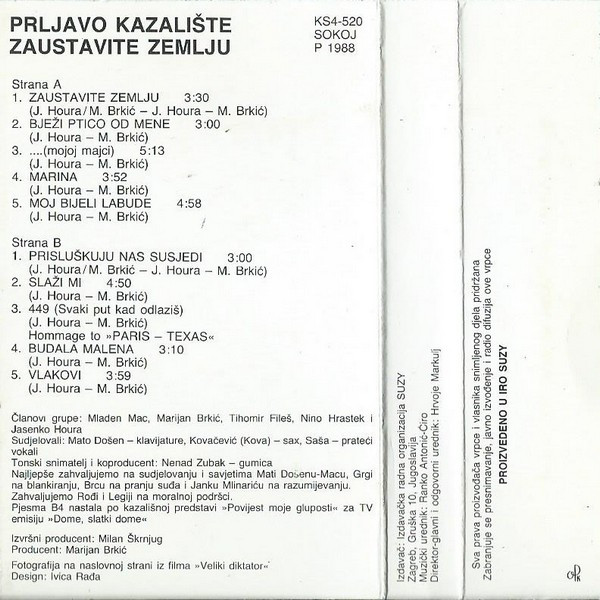 PRLJAVO KAZALIŠTE
ZAUSTAVITE ZEMLJU
KS4-520
SOKOJ
P 1988
Strana A
1. ZAUSTAVITE ZEMLJU 3:30
(J. Houra/M. Brkić – J. Houra – M. Brkić)
2. BJEŽI PTICO OD MENE 3:00
(J. Houra – M. Brkić)
3. ....(mojoj majci) 5:13
(J. Houra – M. Brkić)
4. MARINA 3:52
(J. Houra – M. Brkić)
5. MOJ BIJELI LABUDE 4:58
(J. Houra – M. Brkić)
Strana B
1. PRISLUŠKUJU NAS SUSJEDI 3:00
(J. Houra/M. Brkić – J. Houra – M. Brkić)
2. SLAŽI MI 4:50
(J. Houra – M. Brkić)
3. 449 (Svaki put kad odlaziš)
Hommage to »PARIS – TEXAS«
4. BUDALA MALENA 3:10
(J. Houra – M. Brkić)
5. VLAKOVI 3:59
(J. Houra – M. Brkić)
Članovi grupe: Mladen Mac, Marijan Brkić, Tihomir Fileš, Nino Hrastek i
Jasenko Houra
Sudjelovali: Mato Došen – klavijature, Kovačević (Kova) – sax, Saša – prateći
vokali
Tonski snimatelj i koproducent: Nenad Zubak – gumica
Najljepše zahvaljujemo na sudjelovanju i savjetima Mati Došenu-Macu, Grgi
na blankiranju, Brcu na pranju suđa i Janku Mlinariću na razumijevanju.
Zahvaljujemo Rođi i Legiji na moralnoj podršci.
Pjesma B4 nastala po kazališnoj predstavi »Povijest moje gluposti« za TV
emisiju »Dome, slatki dome«
Izvršni producent: Milan Škrnjug
Producent: Marijan Brkić
Fotografija na naslovnoj strani iz filma »Veliki diktator«
Design: Ivica Rađa
Izdavač: Izdavačka radna organizacija SUZY
Zagreb, Gruška 10, Jugoslavija
Muzički urednik: Ranko Antonić-Ćiro
Direktor-glavni i odgovorni urednik: Hrvoje Markulj
Sva prava proizvođača vrpce i vlasnika snimljenog djela pridržana
Zabranjuje se presnimavanje, javno izvođenje i radio difuzija ove vrpce
PROIZVEDENO U IRO SUZY